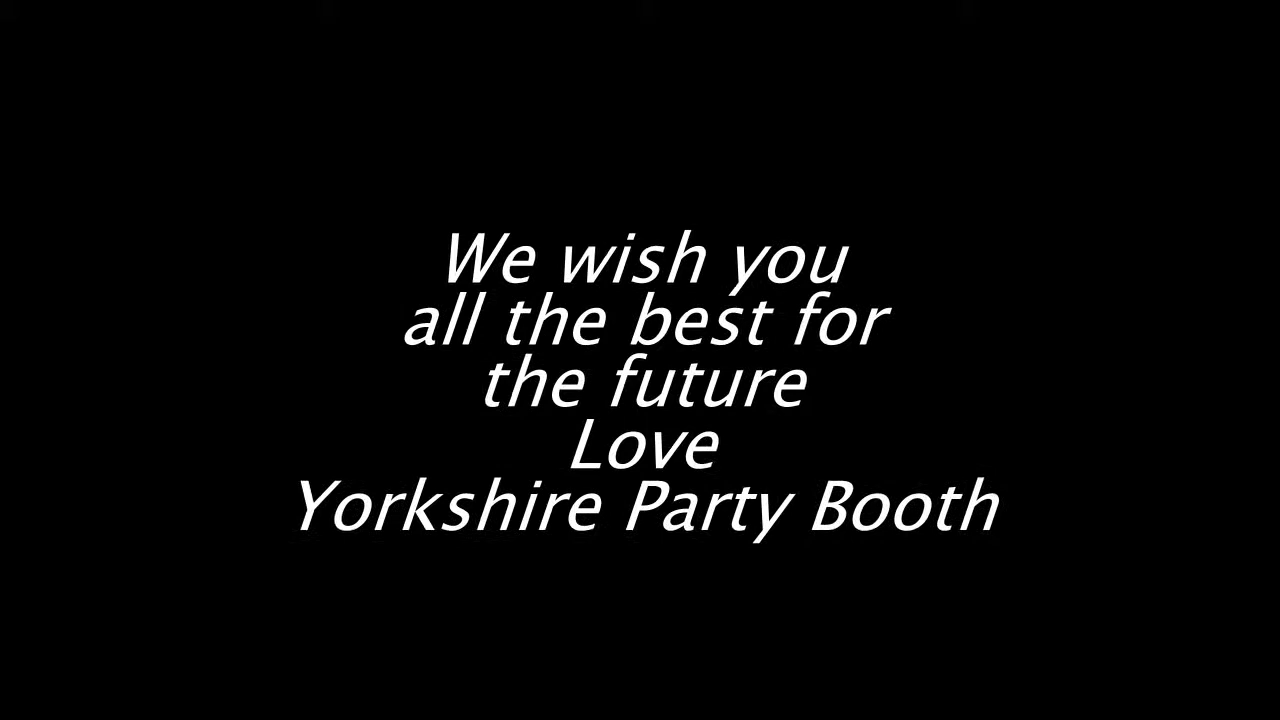 We wish you
all the best for
the future
Love
Yorkshire Party Booth